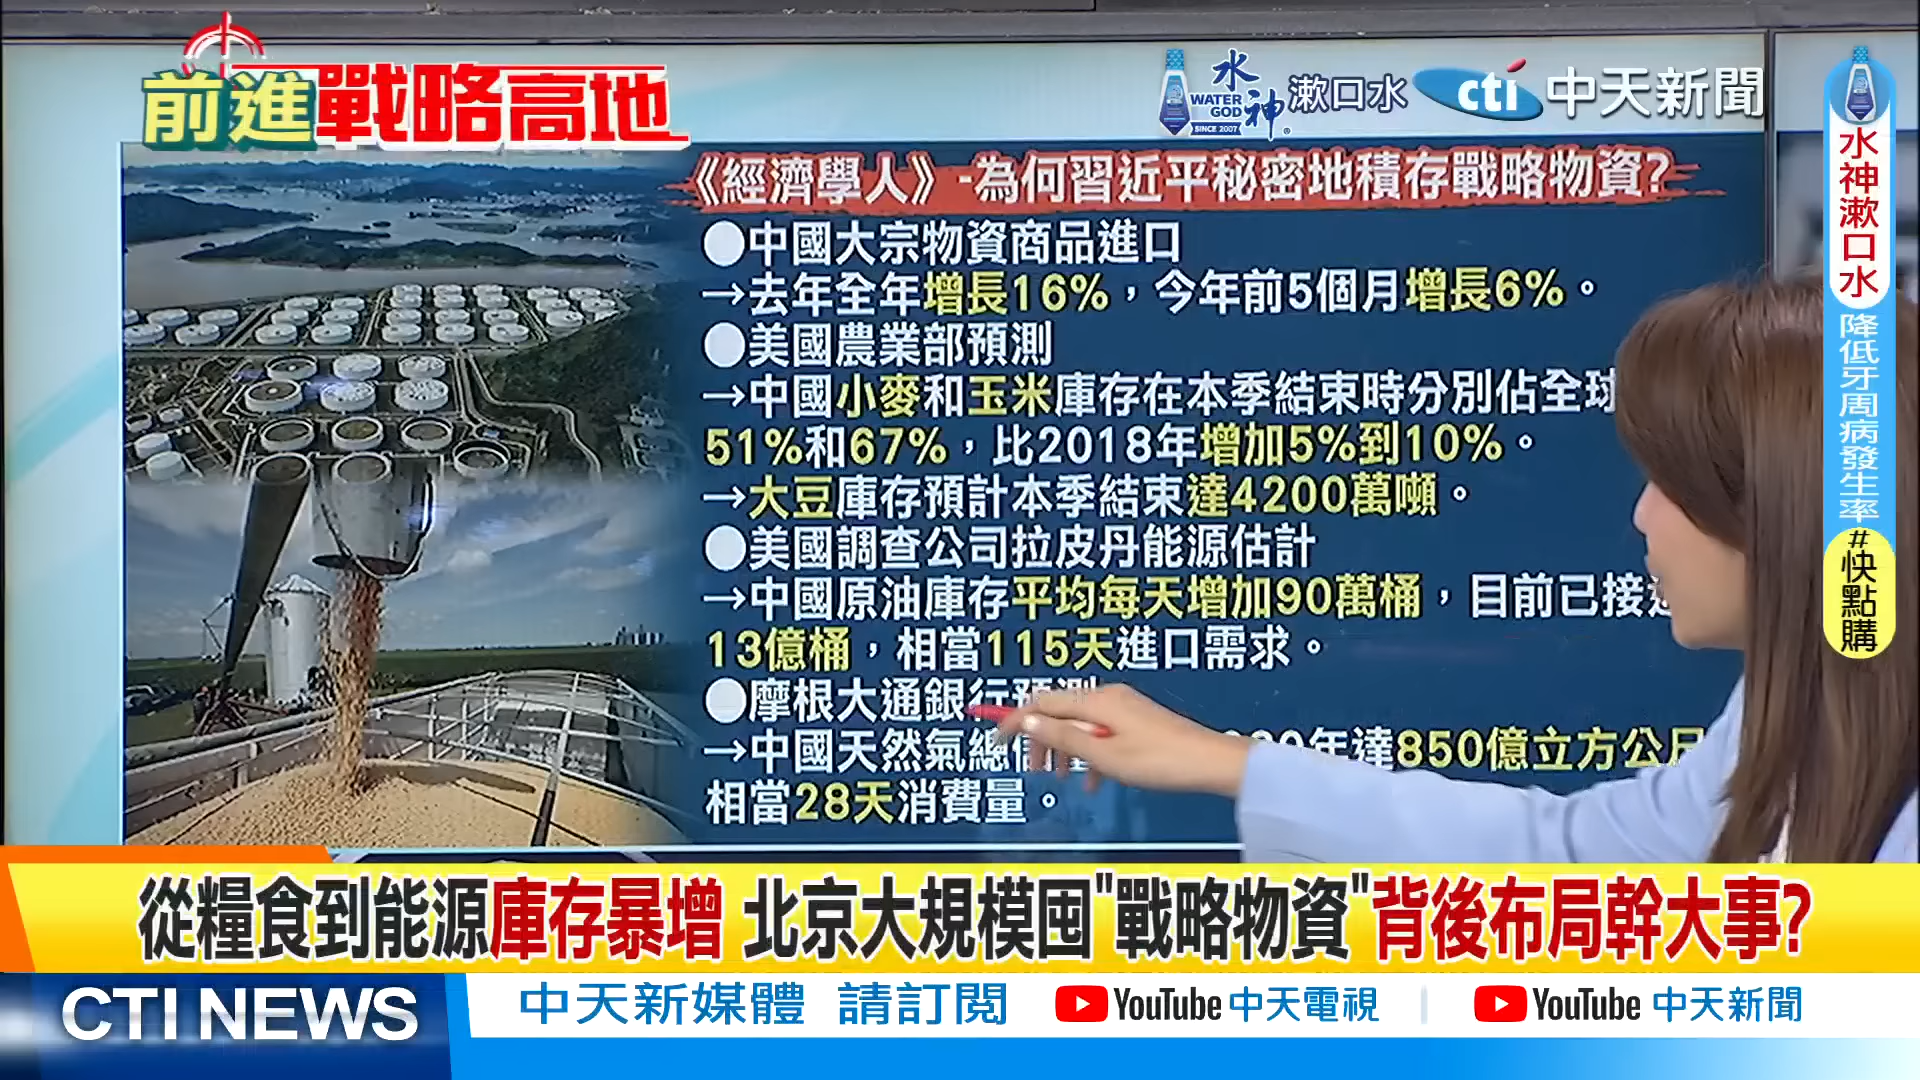 前進戰略高地
水神
WATER GOD
SINCE 2007
漱口水
cti 中天新聞
《經濟學人》-為何習近平秘密地積存戰略物資?
●中國大宗物資商品進口
→去年全年增長16%，今年前5個月增長6%。
●美國農業部預測
→中國小麥和玉米庫存在本季結束時分別佔全球
51%和67%，比2018年增加5%到10%。
→大豆庫存預計本季結束達4200萬噸。
●美國調查公司拉皮丹能源估計
→中國原油庫存平均每天增加90萬桶，目前已接近
13億桶，相當115天進口需求。
●摩根大通銀行預測
→中國天然氣總 年達850億立方公尺
相當28天消費量。
水神漱口水
降低牙周病發生率
#快點購
從糧食到能源庫存暴增 北京大規模囤"戰略物資"背後布局幹大事?
CTI NEWS
中天新媒體 請訂閱 YouTube 中天電視 | YouTube 中天新聞